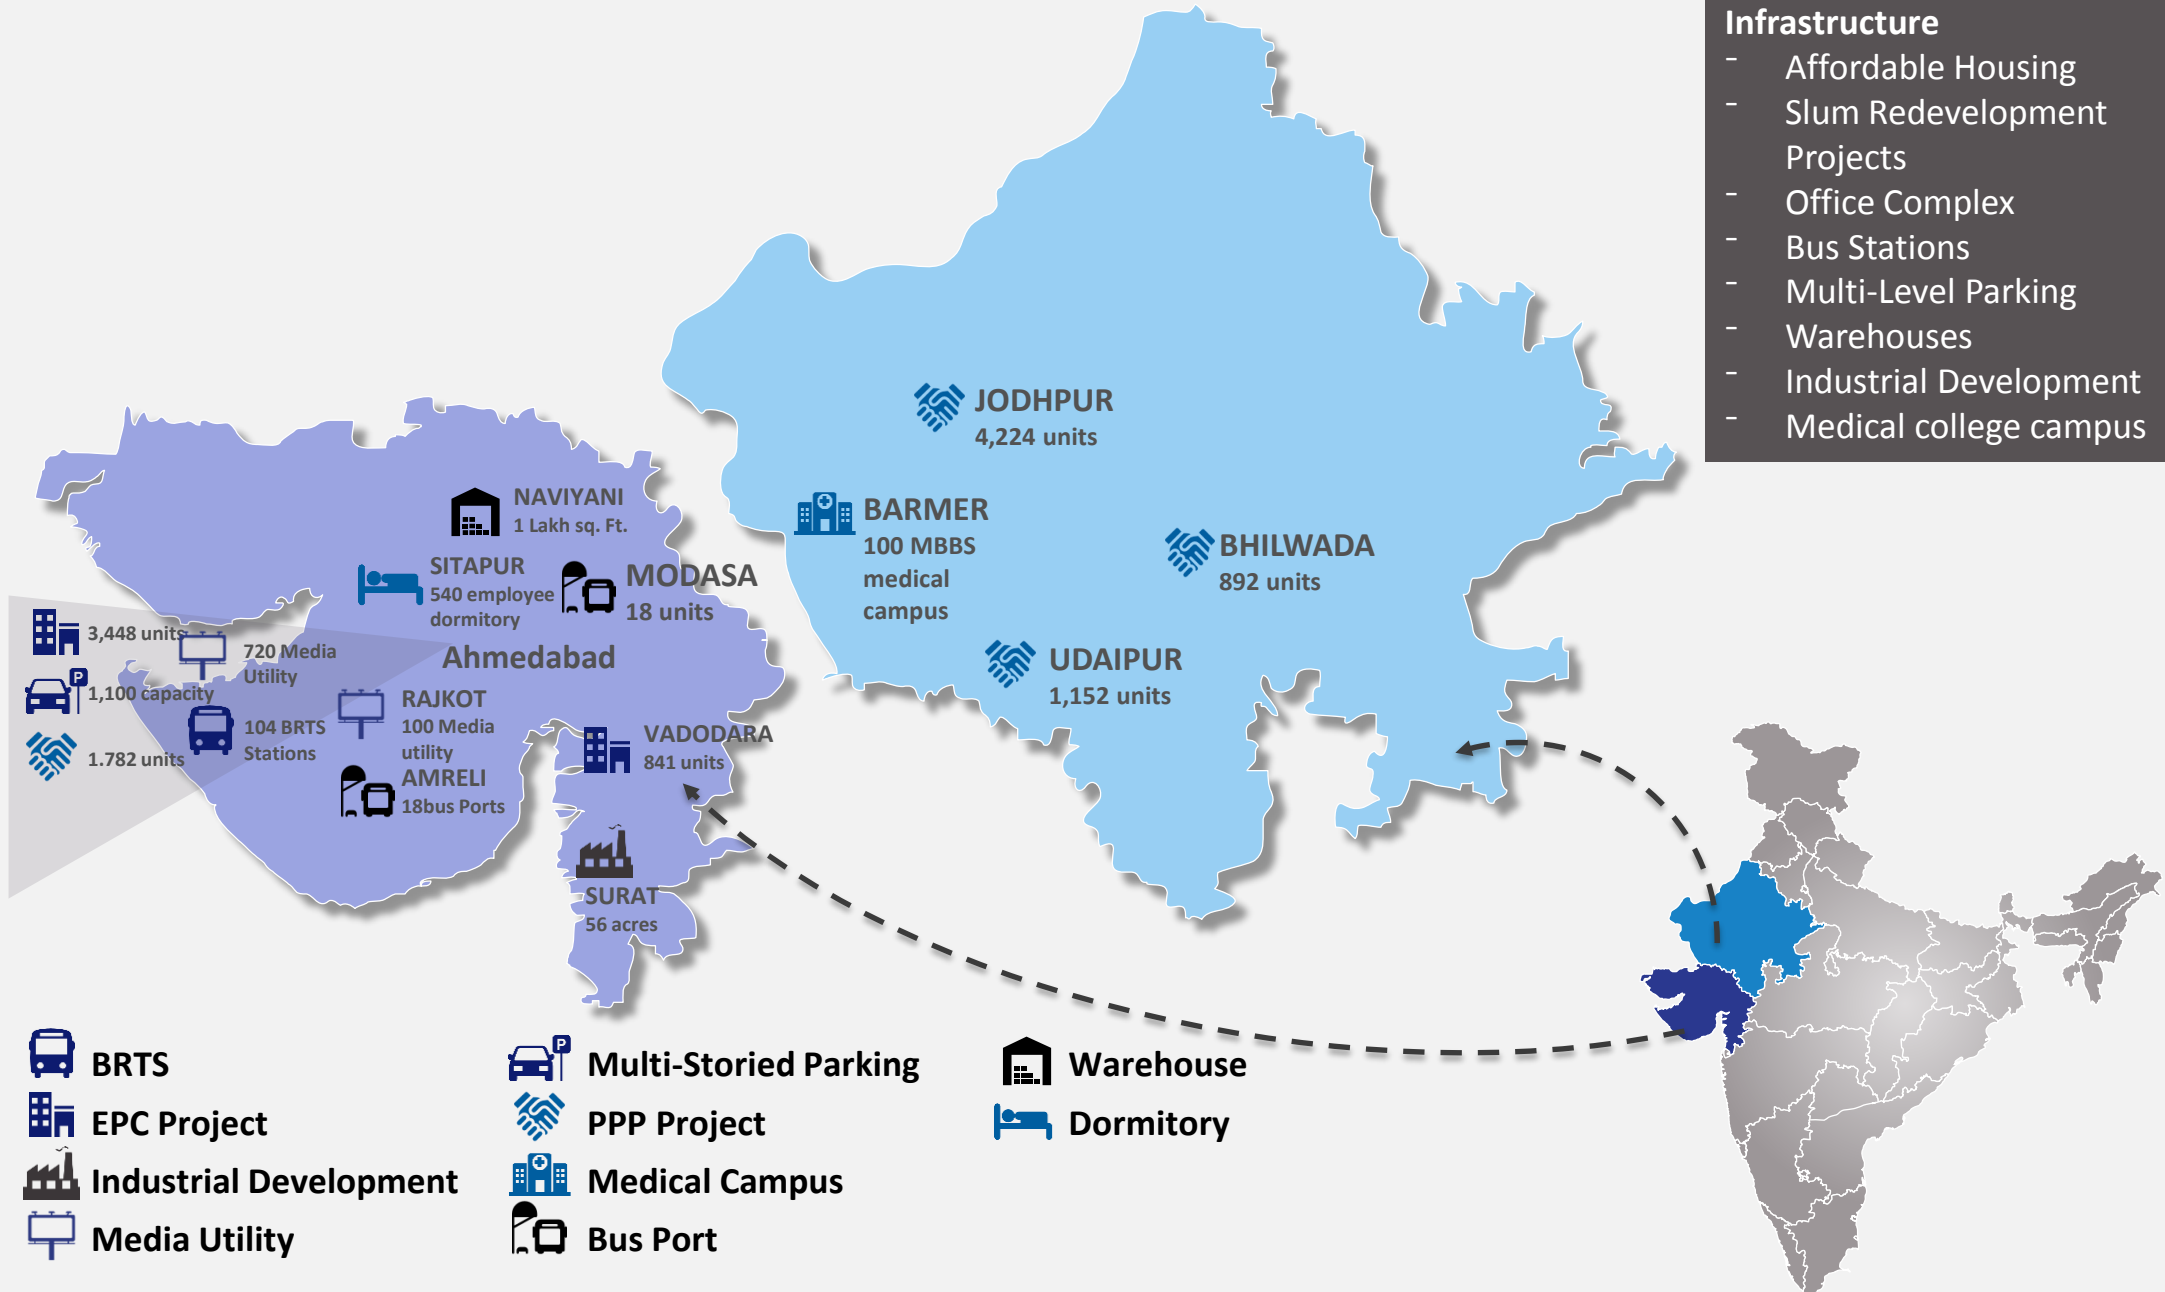 Infrastructure
- Affordable Housing
- Slum Redevelopment
Projects
- Office Complex
- Bus Stations
- Multi-Level Parking
- Warehouses
- Industrial Development
- Medical college campus
JODHPUR
4,224 units
BARMER
100 MBBS
medical
campus
BHILWADA
892 units
UDAIPUR
1,152 units
NAVIYANI
1 Lakh sq. Ft.
SITAPUR
540 employee
dormitory
MODASA
18 units
Ahmedabad
3,448 units
720 Media
Utility
P
1,100 capacity
104 BRTS
Stations
1.782 units
RAJKOT
100 Media
utility
AMRELI
18bus Ports
VADODARA
841 units
SURAT
56 acres
BRTS
EPC Project
Industrial Development
Media Utility
P
Multi-Storied Parking
PPP Project
Medical Campus
Bus Port
Warehouse
Dormitory